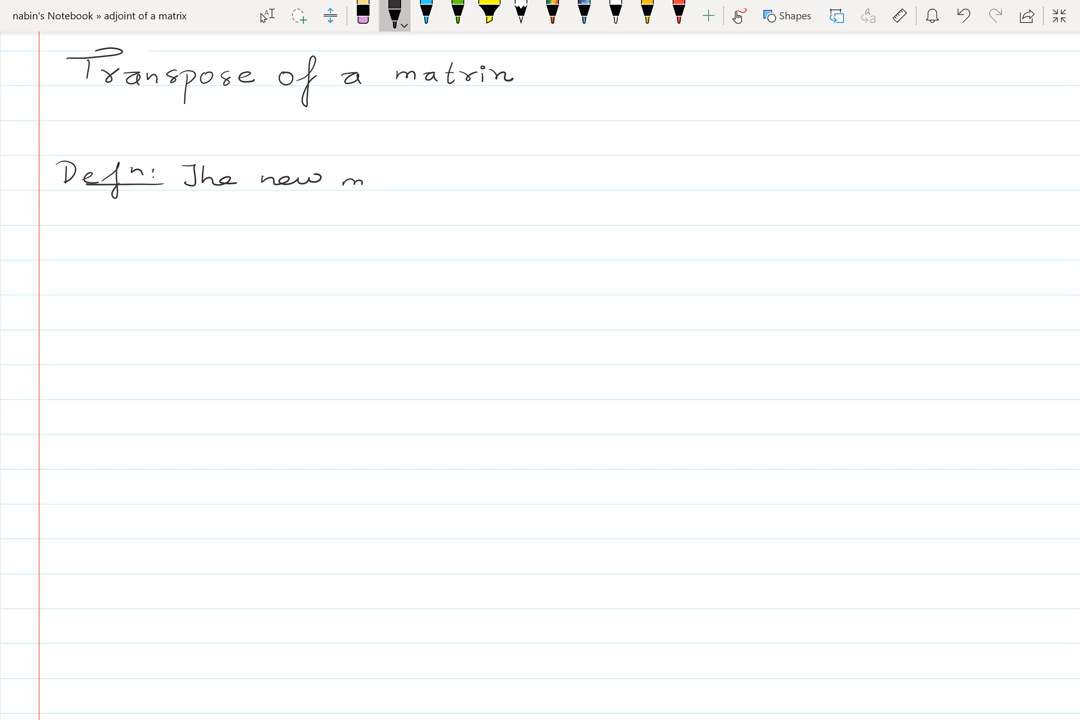 nabin's Notebook » adjoint of a matrix
Shapes
Transpose of a matrix
Defn: The new m